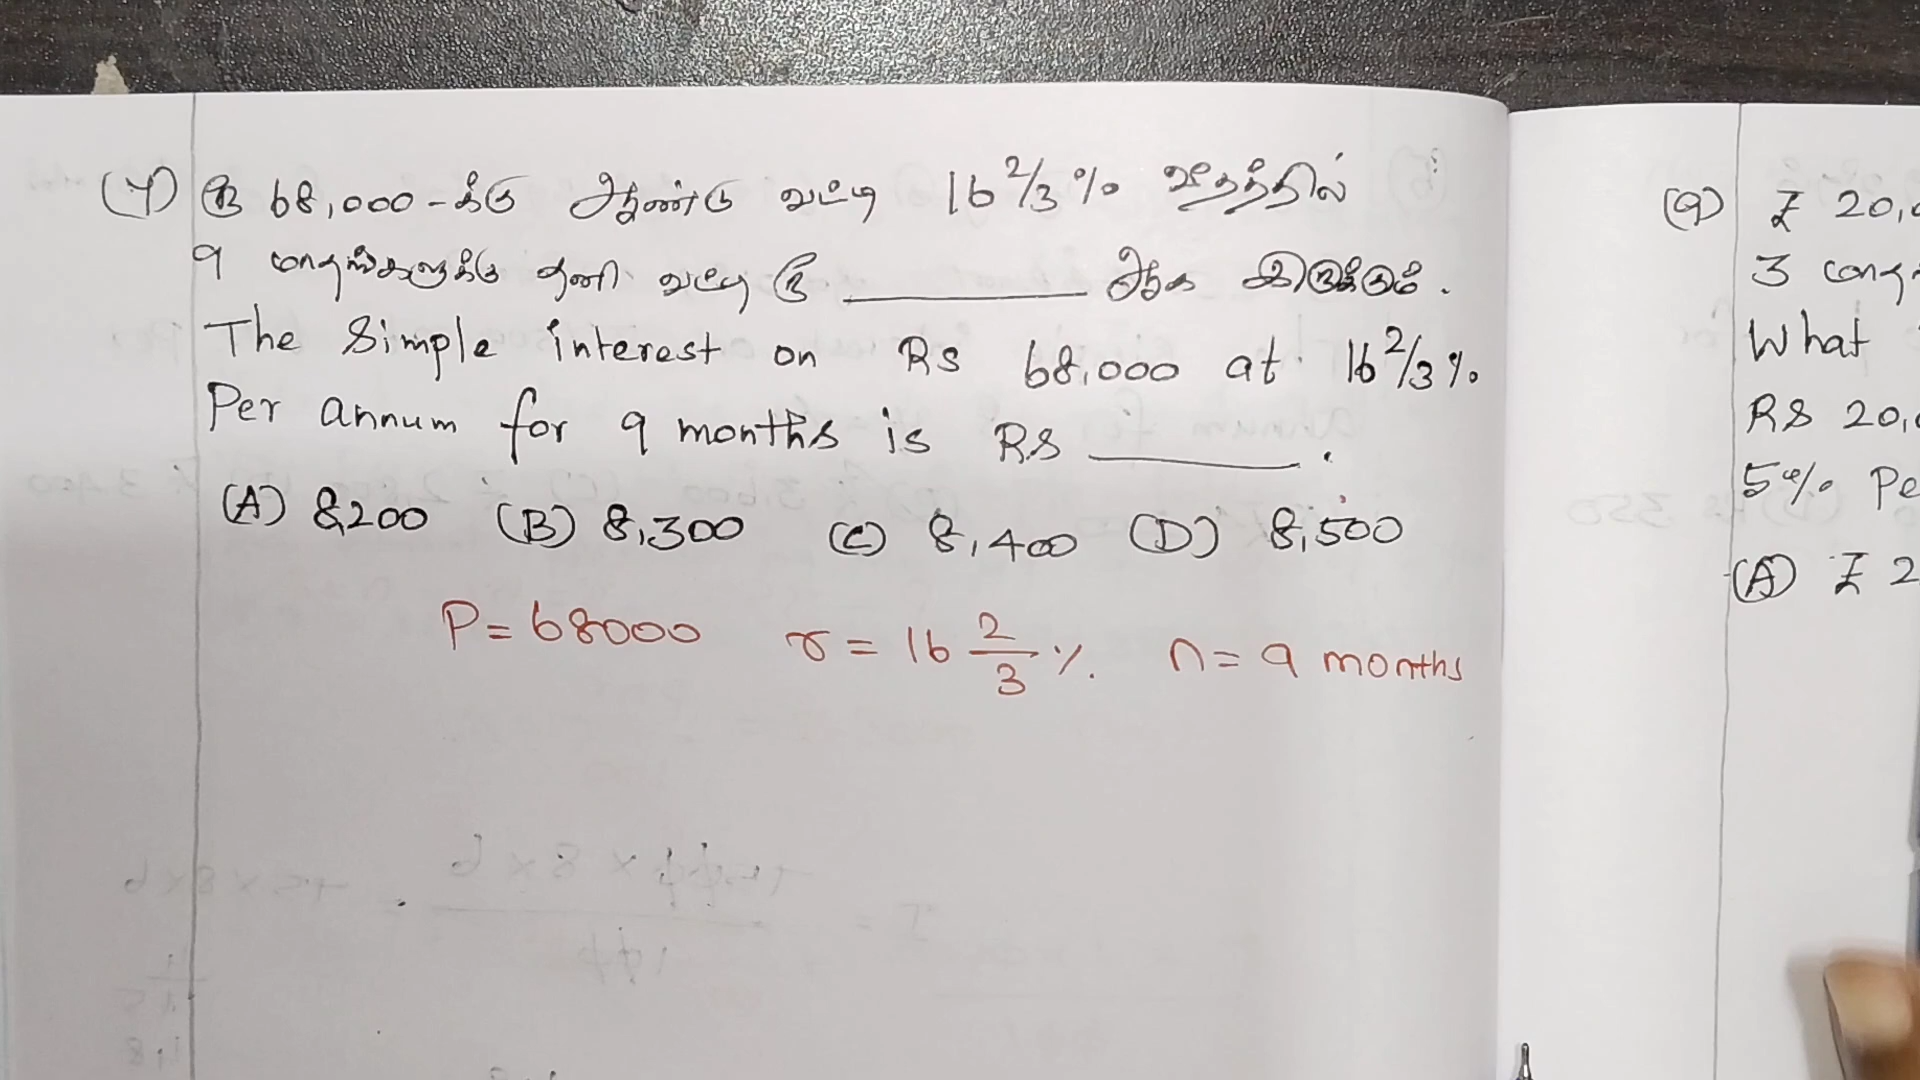 (7) ரூ 68,000-க்கு ஆண்டு வட்டி 16 2/3 % வீதத்தில்
9 மாதங்களுக்கு தனி வட்டி ரூ ________ ஆக இருக்கும்.
The Simple interest on RS 68,000 at 16 2/3 %
Per annum for 9 months is RS ________.
(A) 8,200 (B) 8,300 (C) 8,400 (D) 8,500
P = 68000 r = 16 2/3 % n = 9 months
(9) ₹ 20,
3
What
RS 20,
5% Pe
(A) ₹ 2